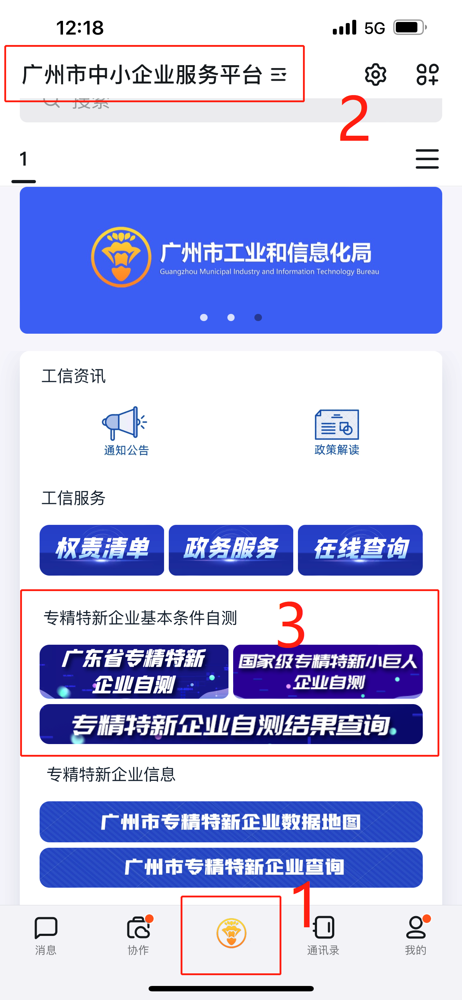 12:18
5G
广州市中小企业服务平台
搜索
2
1
广州市工业和信息化局
Guangzhou Municipal Industry and Information Technology Bureau
工信资讯
通知公告
政策解读
工信服务
权责清单
政务服务
在线查询
专精特新企业基本条件自测
3
广东省专精特新
企业自测
国家级专精特新小巨人
企业自测
专精特新企业自测结果查询
专精特新企业信息
广州市专精特新企业数据地图
广州市专精特新企业查询
1
消息
协作
通讯录
我的